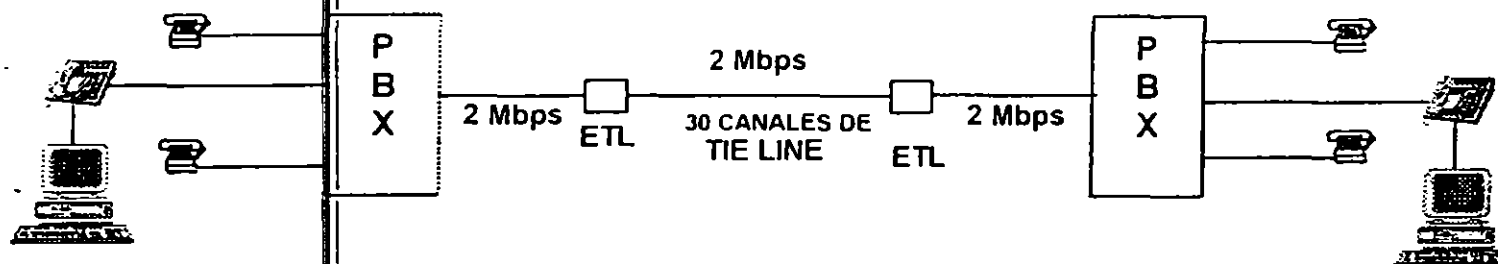 P
B
X
2 Mbps
ETL
2 Mbps
30 CANALES DE
TIE LINE
ETL
2 Mbps
P
B
X